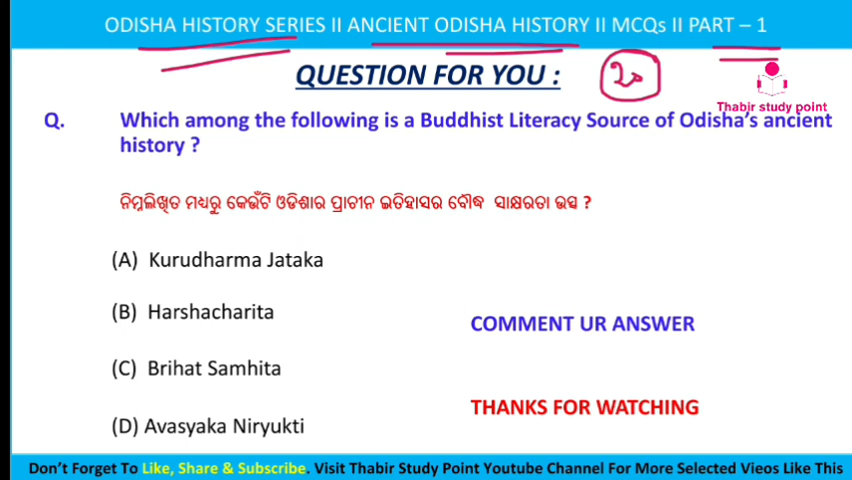 ODISHA HISTORY SERIES II ANCIENT ODISHA HISTORY II MCQs II PART – 1
QUESTION FOR YOU :
20
Thabir study point
Q. Which among the following is a Buddhist Literacy Source of Odisha's ancient
history ?
ନିମ୍ନଲିଖିତ ମଧ୍ୟରୁ କେଉଁଟି ଓଡିଶାର ପ୍ରାଚୀନ ଇତିହାସର ବୌଦ୍ଧ ସାକ୍ଷରତା ଉତ୍ସ ?
(A) Kurudharma Jataka
(B) Harshacharita
(C) Brihat Samhita
(D) Avasyaka Niryukti
COMMENT UR ANSWER
THANKS FOR WATCHING
Don't Forget To Like, Share & Subscribe. Visit Thabir Study Point Youtube Channel For More Selected Vieos Like This